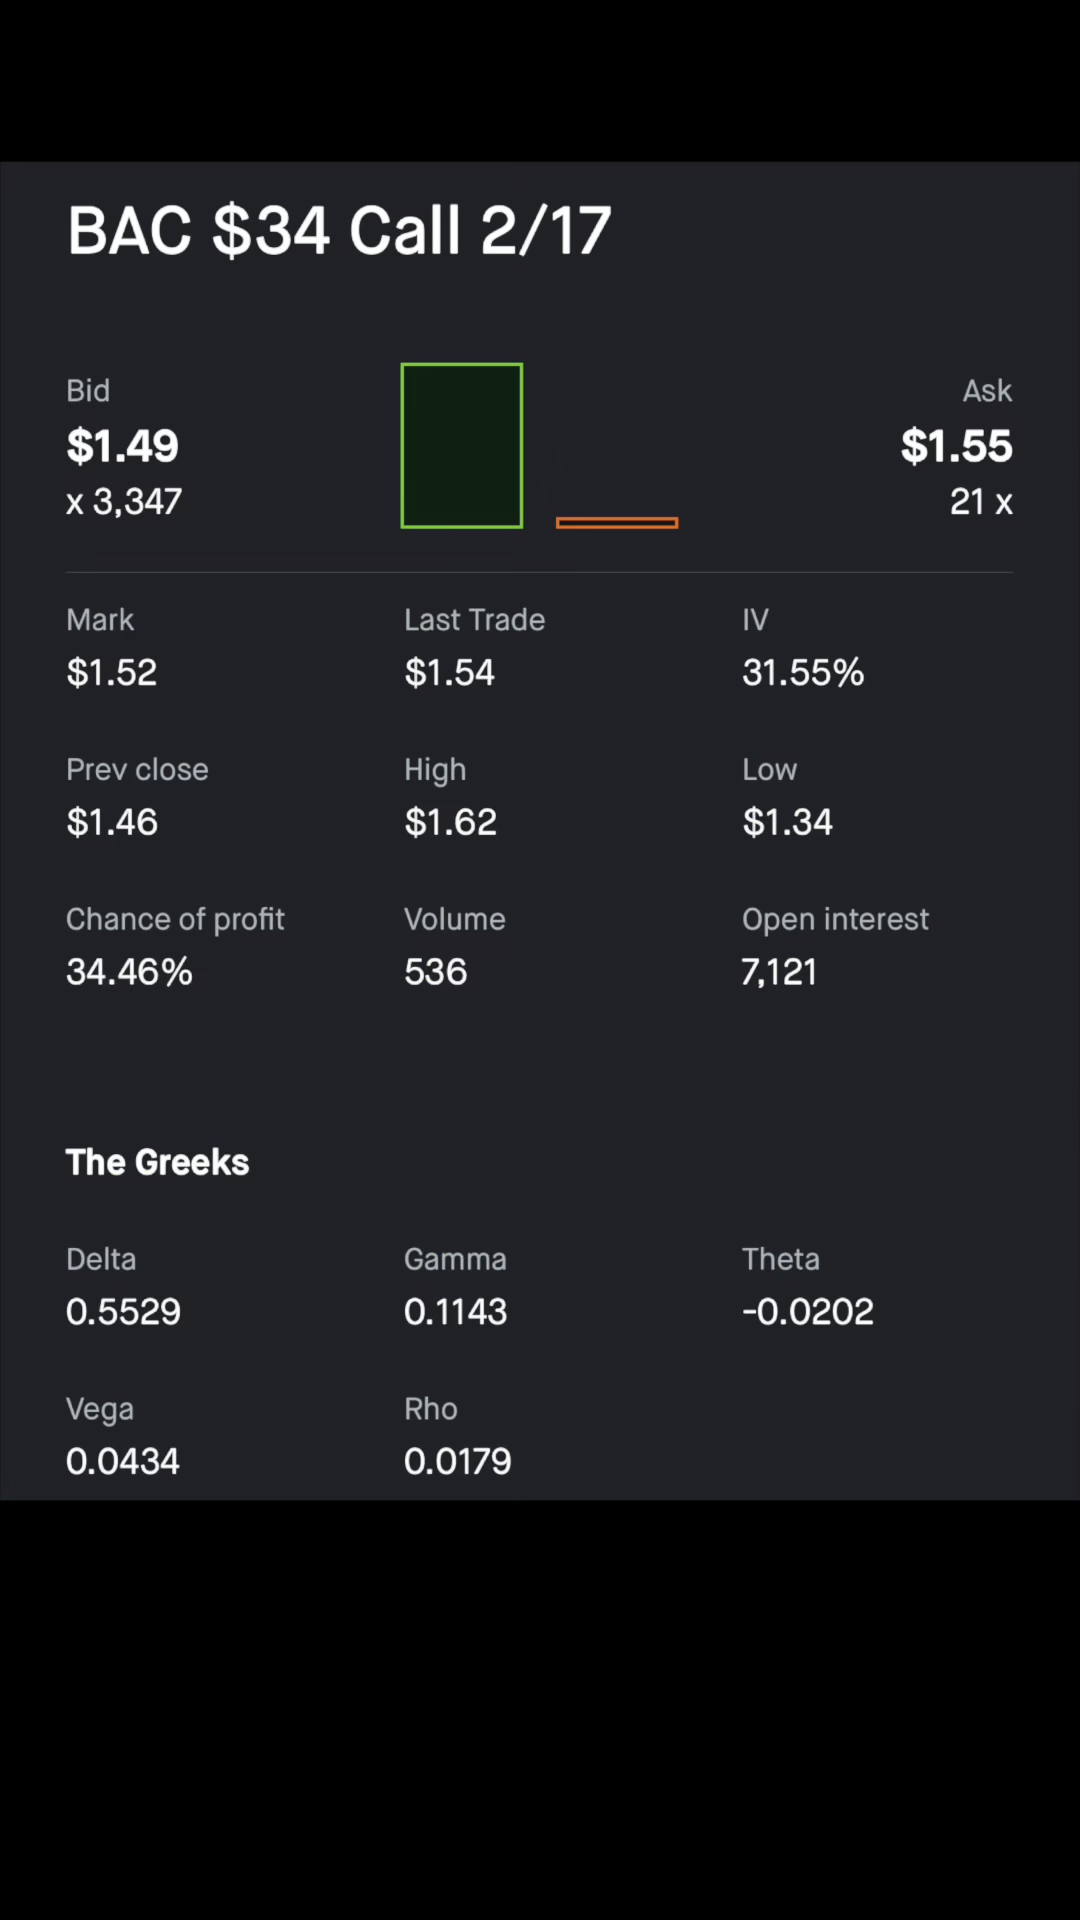 BAC $34 Call 2/17
Bid Ask
$1.49 $1.55
x 3,347 21 x
Mark Last Trade IV
$1.52 $1.54 31.55%
Prev close High Low
$1.46 $1.62 $1.34
Chance of profit Volume Open interest
34.46% 536 7,121
The Greeks
Delta Gamma Theta
0.5529 0.1143 -0.0202
Vega Rho
0.0434 0.0179